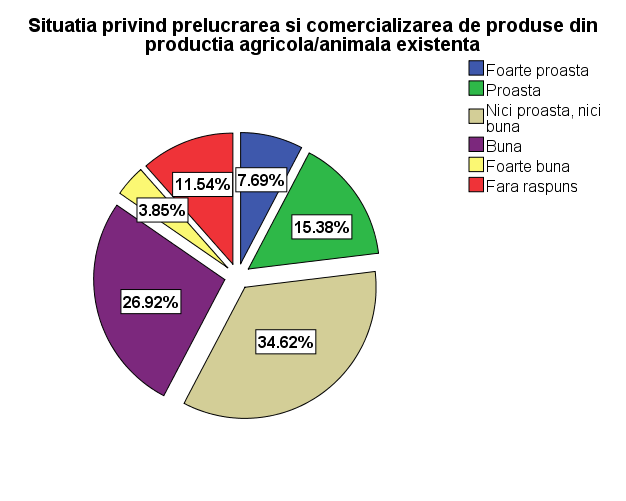 Situatia privind prelucrarea si comercializarea de produse din
productia agricola/animala existenta
Foarte proasta
Proasta
Nici proasta, nici
buna
Buna
Foarte buna
Fara raspuns
11.54%
7.69%
3.85%
15.38%
26.92%
34.62%